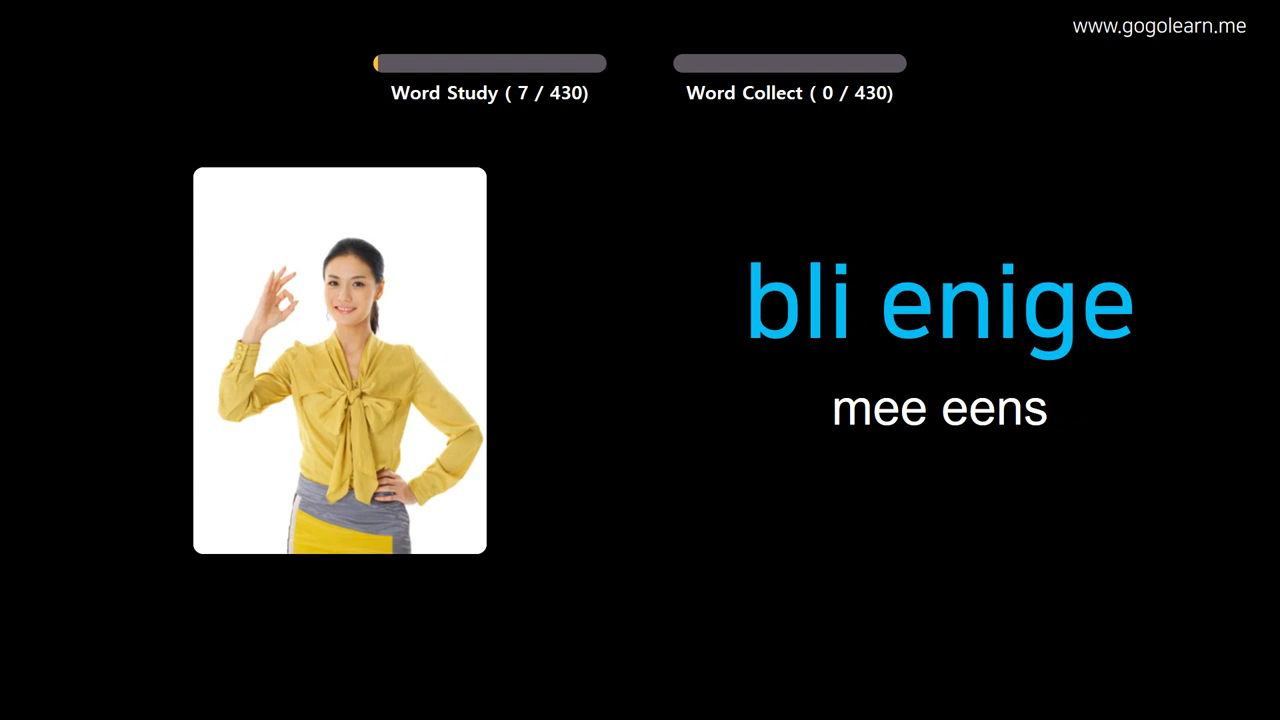 www.gogolearn.me
Word Study ( 7 / 430)
Word Collect ( 0 / 430)
bli enige
mee eens